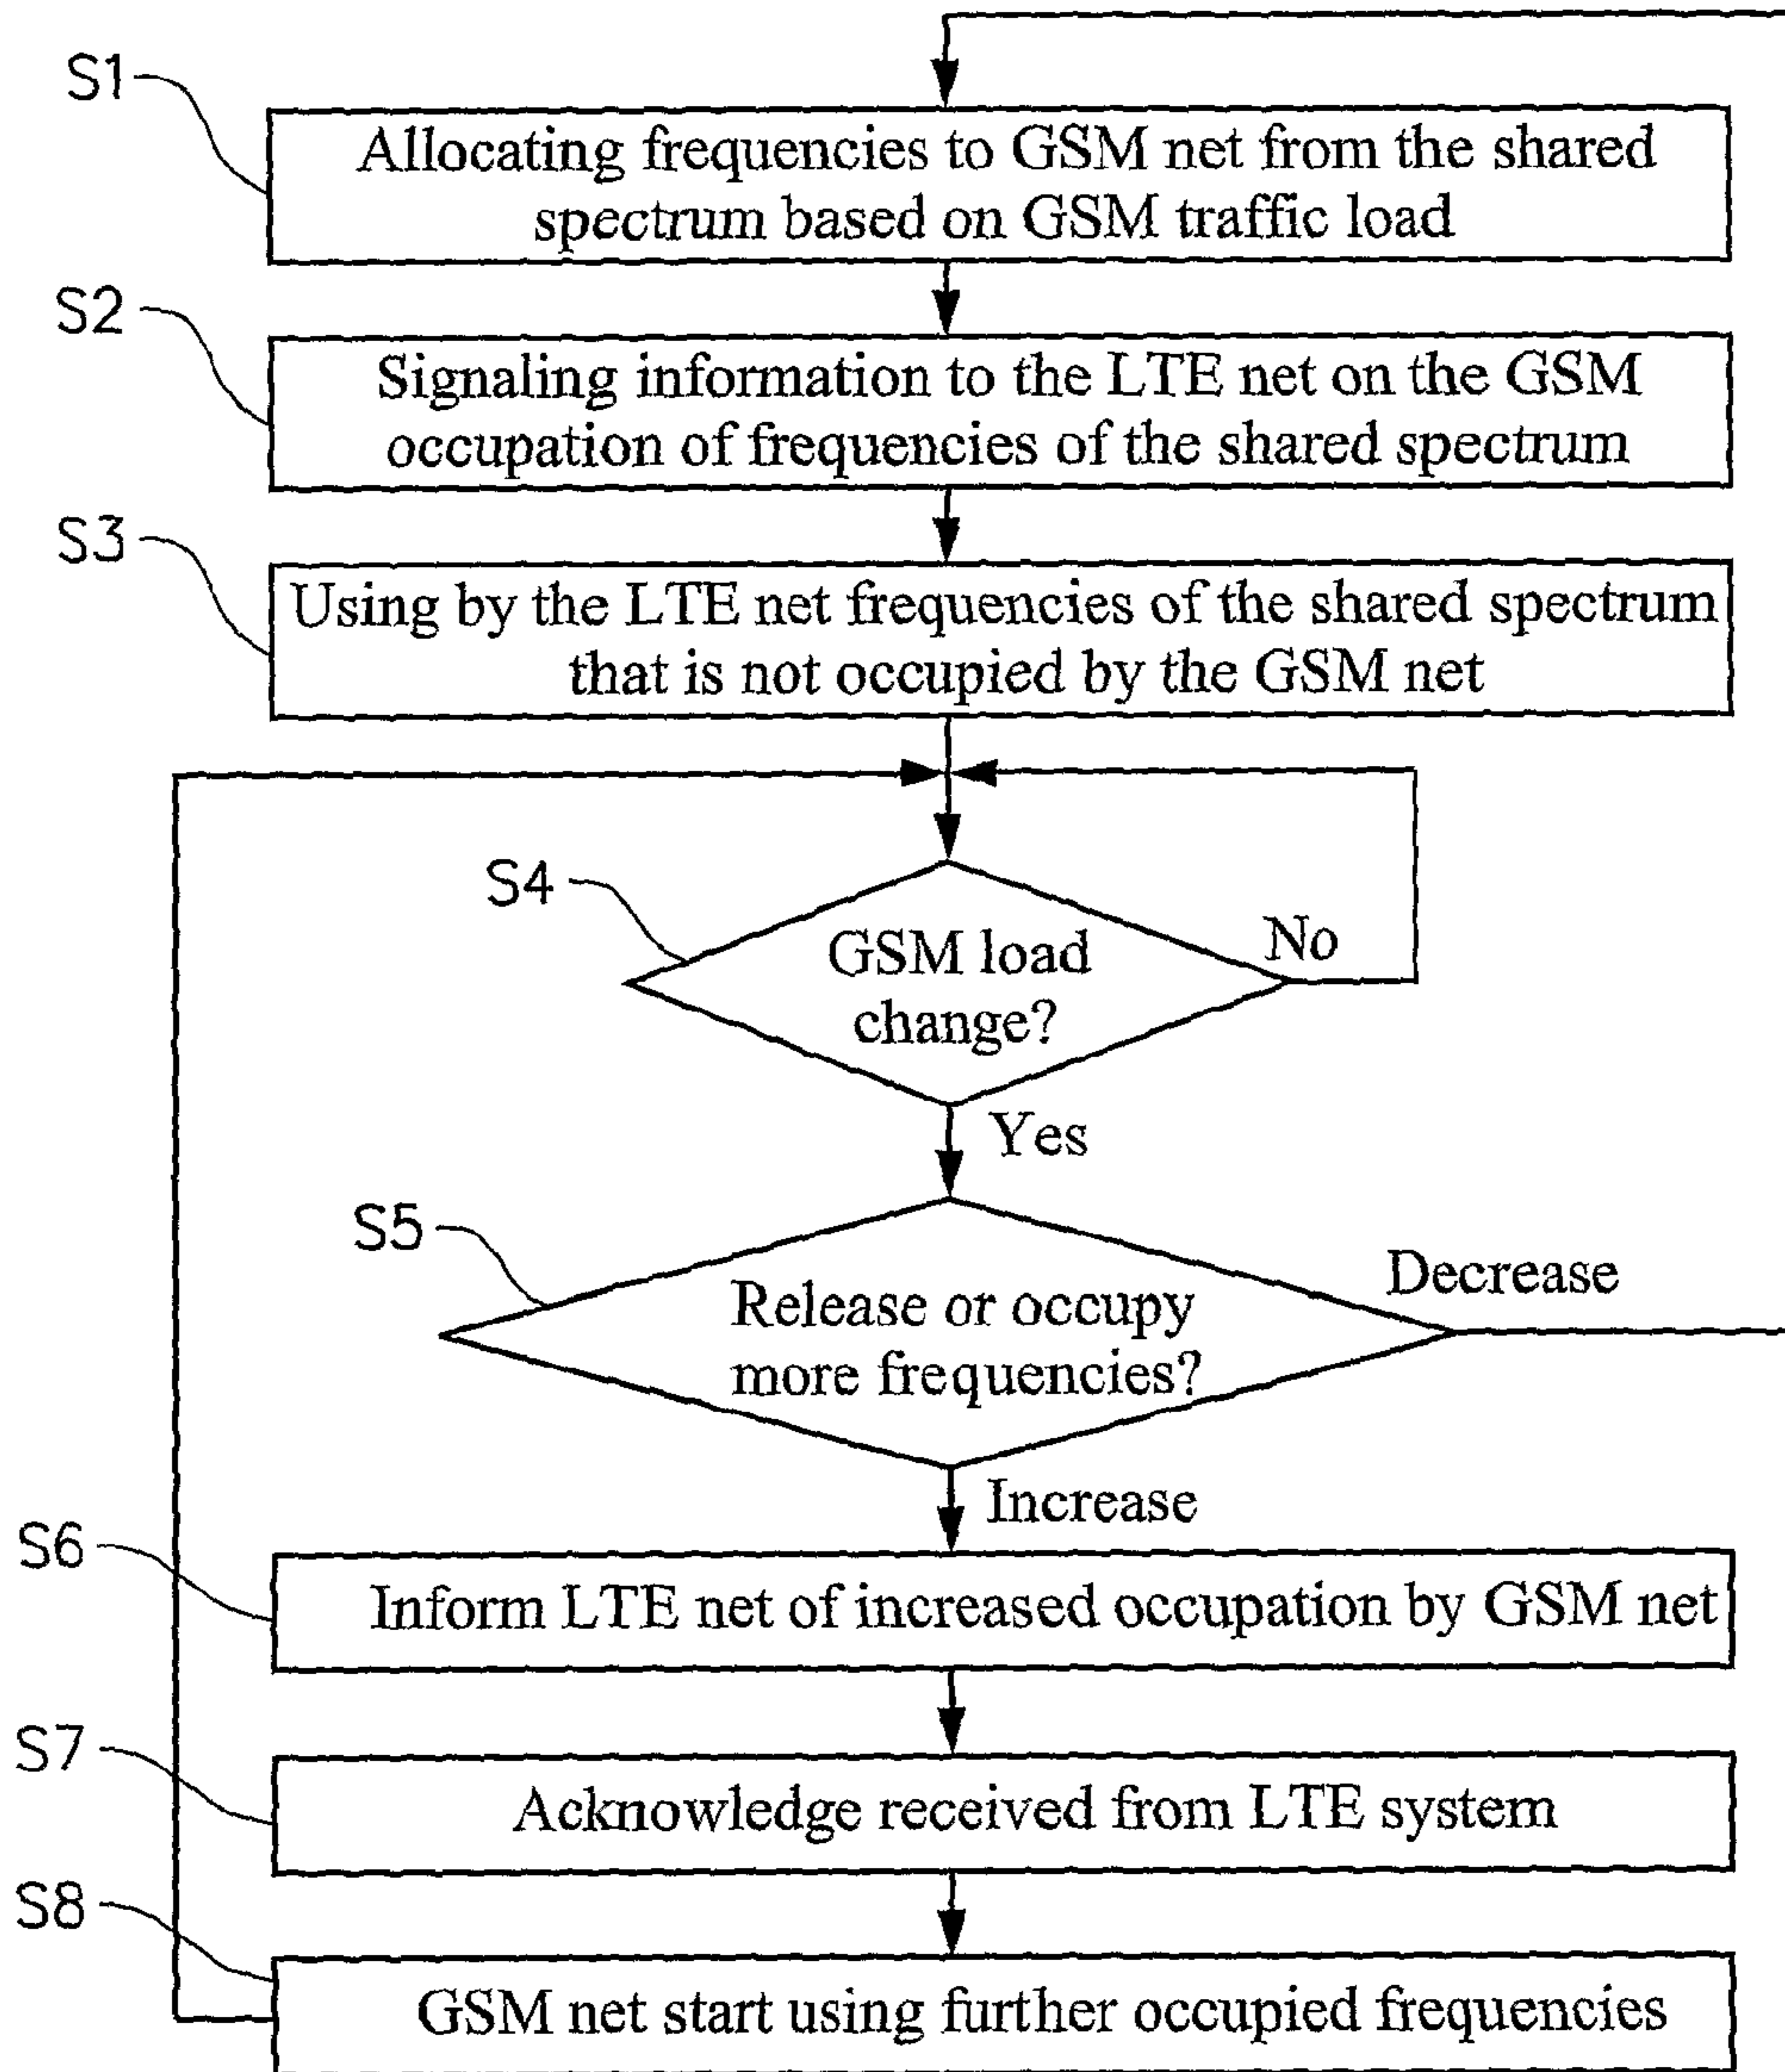 S1
Allocating frequencies to GSM net from the shared
spectrum based on GSM traffic load
S2
Signaling information to the LTE net on the GSM
occupation of frequencies of the shared spectrum
S3
Using by the LTE net frequencies of the shared spectrum
that is not occupied by the GSM net
S4
GSM load
change?
No
Yes
S5
Release or occupy
more frequencies?
Decrease
Increase
S6
Inform LTE net of increased occupation by GSM net
S7
Acknowledge received from LTE system
S8
GSM net start using further occupied frequencies